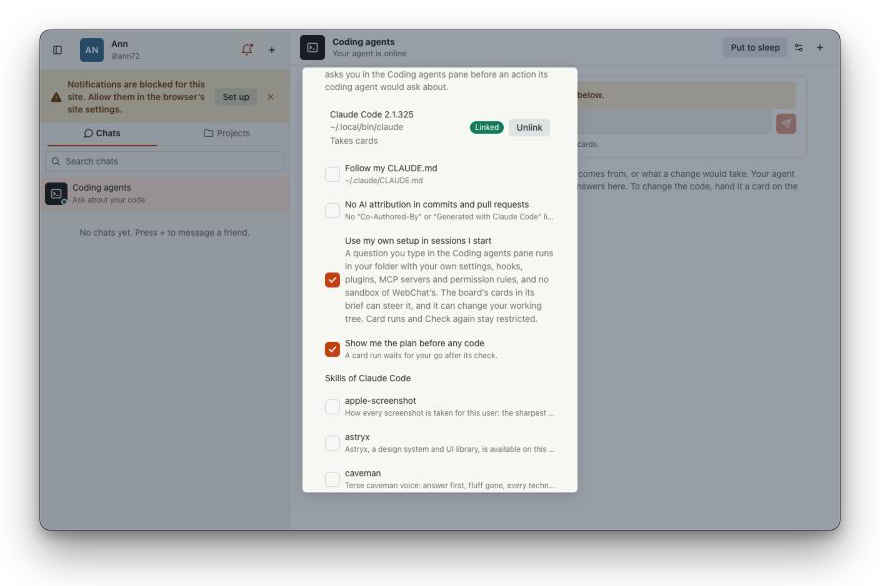 Ann
@ann72
Notifications are blocked for this
site. Allow them in the browser's
site settings.
Set up
Chats
Projects
Search chats
Coding agents
Ask about your code
No chats yet. Press + to message a friend.
Coding agents
Your agent is online
Put to sleep
below.
cards.
comes from, or what a change would take. Your agent
nswers here. To change the code, hand it a card on the
asks you in the Coding agents pane before an action its
coding agent would ask about.
Claude Code 2.1.325
~/.local/bin/claude
Takes cards
Linked
Unlink
Follow my CLAUDE.md
~/.claude/CLAUDE.md
No AI attribution in commits and pull requests
No "Co-Authored-By" or "Generated with Claude Code" li...
Use my own setup in sessions I start
A question you type in the Coding agents pane runs
in your folder with your own settings, hooks,
plugins, MCP servers and permission rules, and no
sandbox of WebChat's. The board's cards in its
brief can steer it, and it can change your working
tree. Card runs and Check again stay restricted.
Show me the plan before any code
A card run waits for your go after its check.
Skills of Claude Code
apple-screenshot
How every screenshot is taken for this user: the sharpest ...
astryx
Astryx, a design system and UI library, is available on this ...
caveman
Terse caveman voice: answer first, fluff gone, every techn...
AN